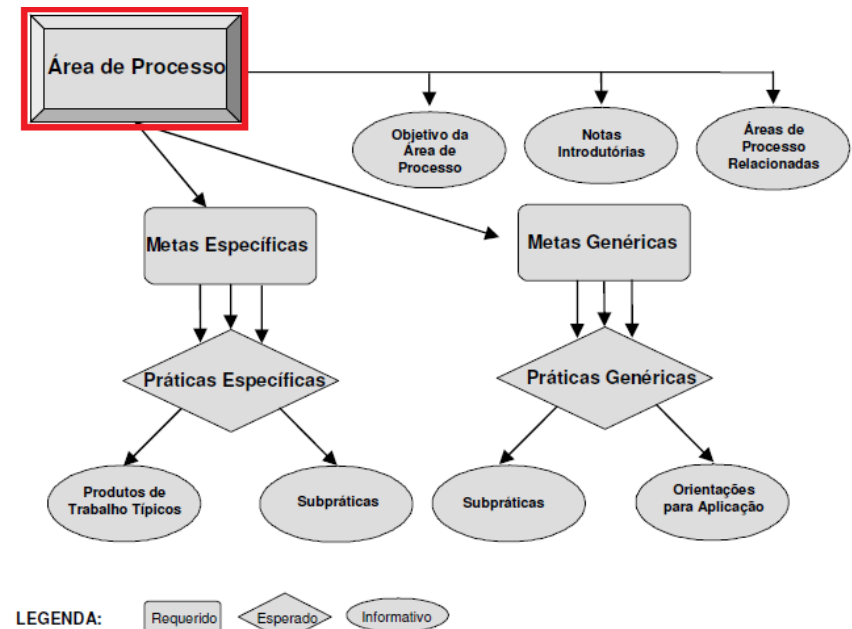 Área de Processo
Objetivo da
Área de
Processo
Notas
Introdutórias
Áreas de
Processo
Relacionadas
Metas Específicas
Metas Genéricas
Práticas Específicas
Práticas Genéricas
Produtos de
Trabalho Típicos
Subpráticas
Subpráticas
Orientações
para Aplicação
LEGENDA:
Requerido
Esperado
Informativo